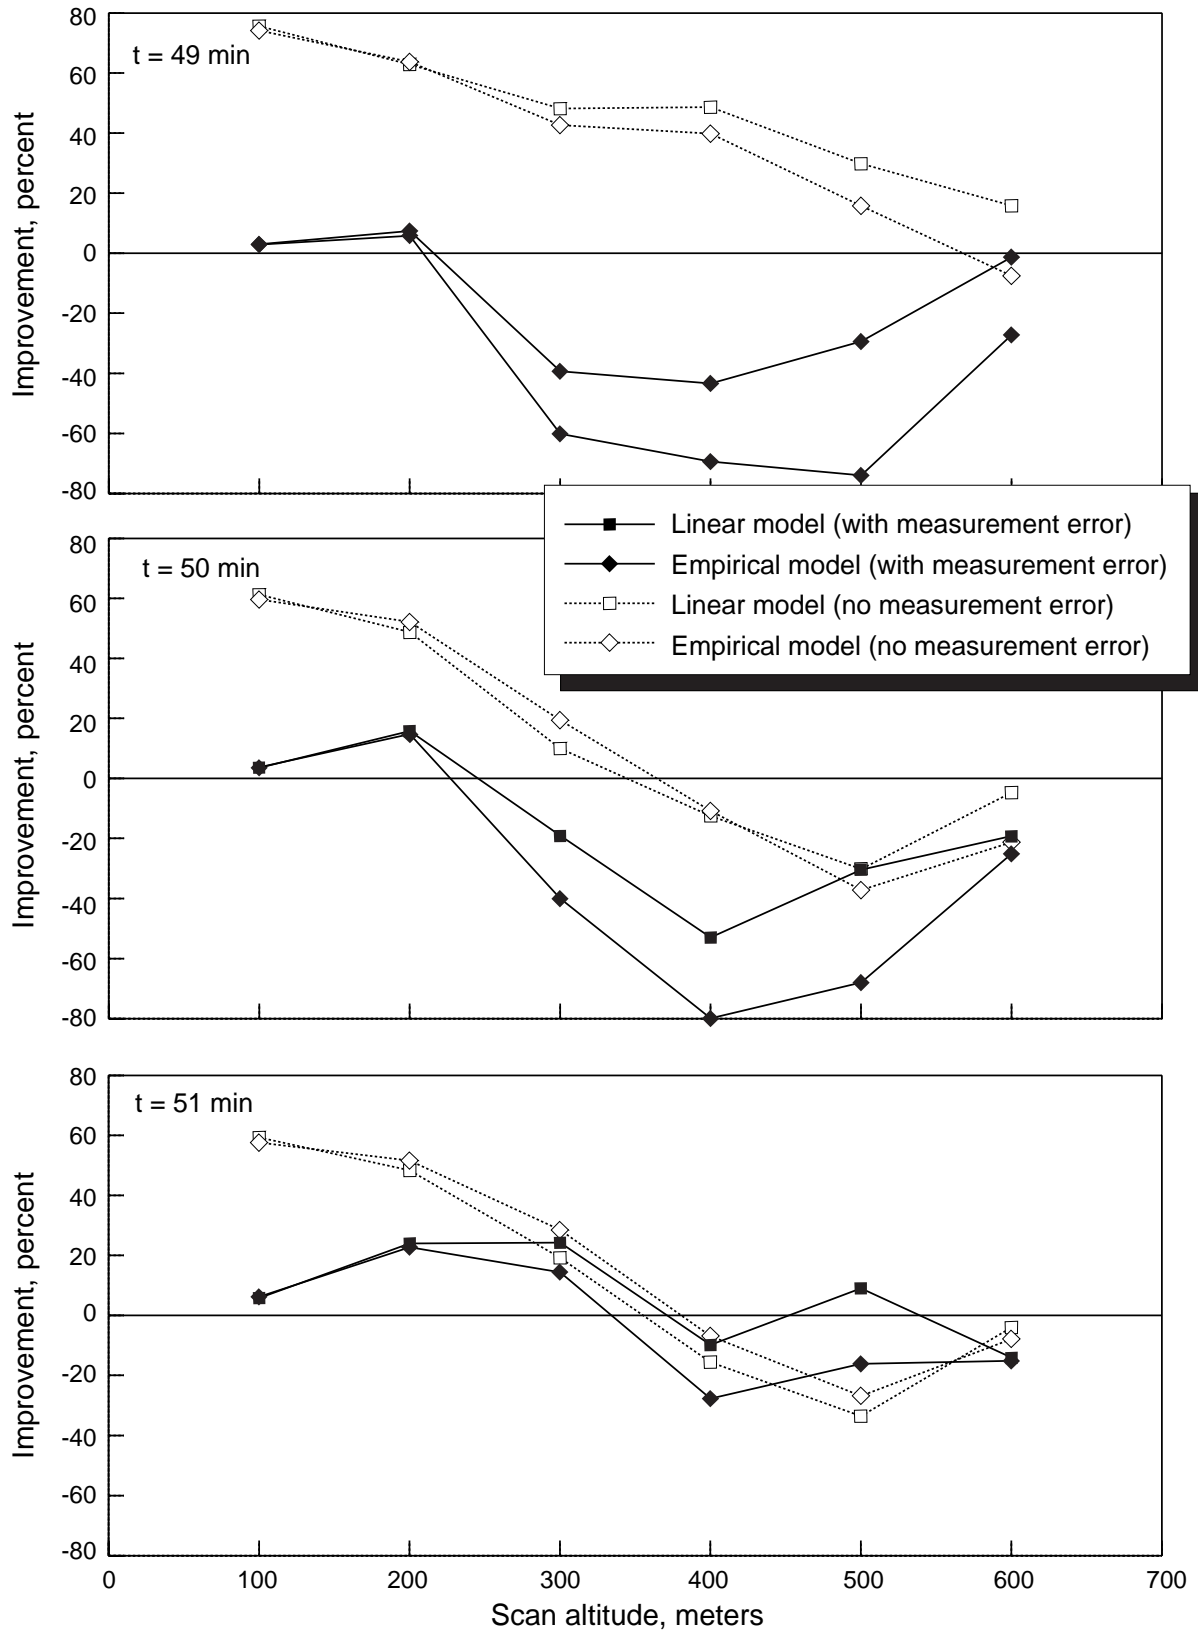 80
t = 49 min
60
40
20
0
-20
-40
-60
-80
Improvement, percent
Linear model (with measurement error)
Empirical model (with measurement error)
Linear model (no measurement error)
Empirical model (no measurement error)
80
t = 50 min
60
40
20
0
-20
-40
-60
-80
Improvement, percent
80
t = 51 min
60
40
20
0
-20
-40
-60
-80
Improvement, percent
0 100 200 300 400 500 600 700
Scan altitude, meters